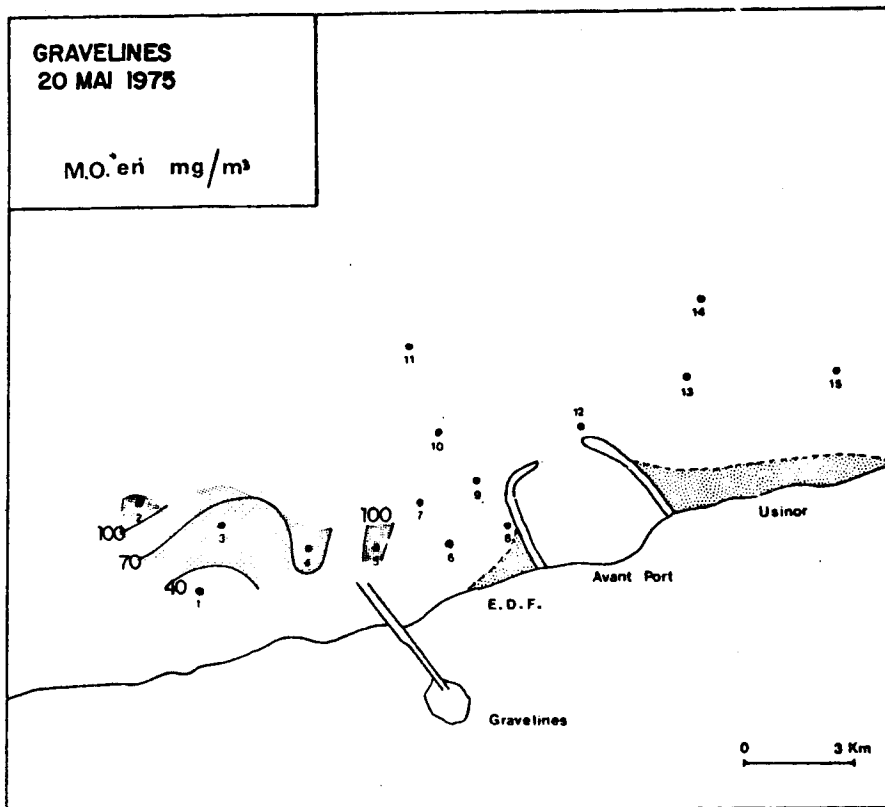 GRAVELINES
20 MAI 1975
M.O. en mg/m³
14
11
13
15
12
10
9
2
100
7
100
3
8
6
70
4
5
40
1
Usinor
Avant Port
E.D.F.
Gravelines
0 3 Km